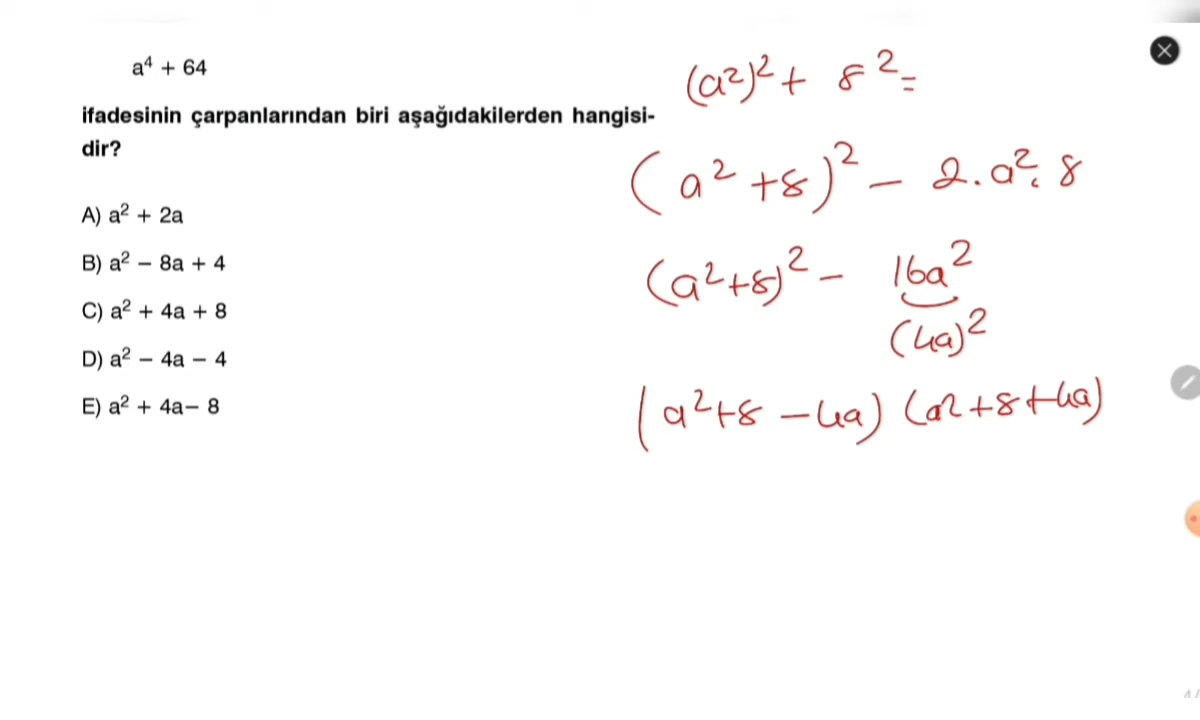 a⁴ + 64
ifadesinin çarpanlarından biri aşağıdakilerden hangisi-
dir?
A) a² + 2a
B) a² – 8a + 4
C) a² + 4a + 8
D) a² – 4a – 4
E) a² + 4a– 8
(a²)² + 8² =
(a² +8)² – 2.a².8
(a²+8)² – 16a²
(4a)²
(a²+8 –4a) (a²+8+4a)